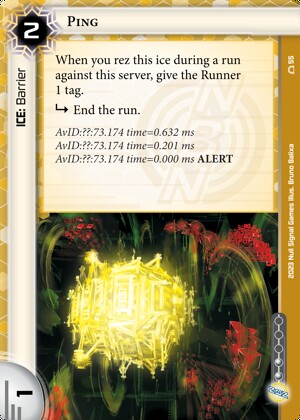 2
PING
ICE: Barrier
When you rez this ice during a run
against this server, give the Runner
1 tag.
↳ End the run.
AvID:??:73.174 time=0.632 ms
AvID:??:73.174 time=0.201 ms
AvID:??:73.174 time=0.000 ms ALERT
55
2023 Null Signal Games Illus. Bruno Balixa
1